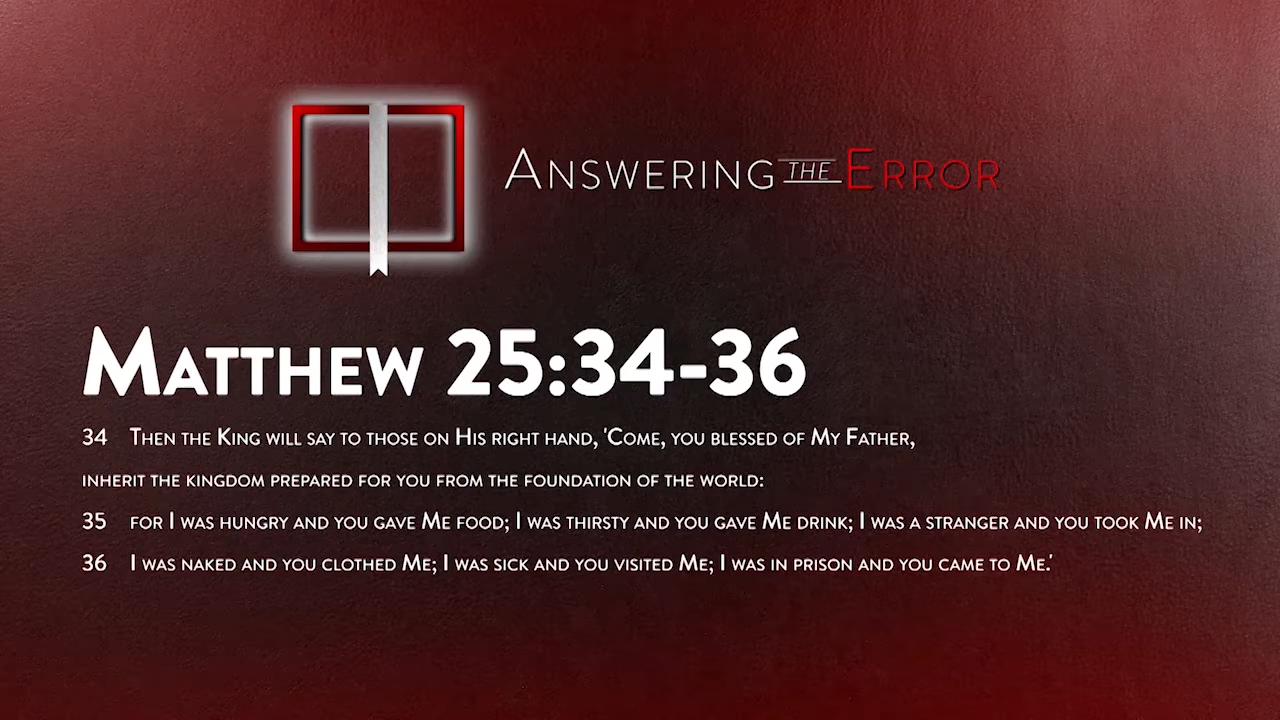 Answering the Error
Matthew 25:34-36
34 Then the King will say to those on His right hand, 'Come, you blessed of My Father,
inherit the kingdom prepared for you from the foundation of the world:
35 for I was hungry and you gave Me food; I was thirsty and you gave Me drink; I was a stranger and you took Me in;
36 I was naked and you clothed Me; I was sick and you visited Me; I was in prison and you came to Me.'